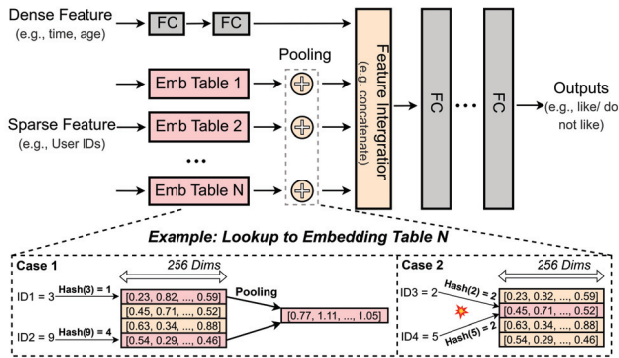 Dense Feature
(e.g., time, age)
FC
FC
Pooling
Emb Table 1
Sparse Feature
(e.g., User IDs)
Emb Table 2
•••
Emb Table N
Feature Intergratior
(e.g. concatenate)
FC
•••
FC
Outputs
(e.g., like/ do
not like)
Example: Lookup to Embedding Table N
Case 1
256 Dims
ID1 = 3
Hash(3) = 1
[0.23, 0.82, ..., 0.59]
[0.45, 0.71, ..., 0.52]
[0.63, 0.34, ..., 0.88]
[0.54, 0.29, ..., 0.46]
ID2 = 9
Hash(9) = 4
Pooling
[0.77, 1.11, ..., 1.05]
Case 2
256 Dims
ID3 = 2
Hash(2) = 2
[0.23, 0.82, ..., 0.59]
[0.45, 0.71, ..., 0.52]
[0.63, 0.34, ..., 0.88]
[0.54, 0.29, ..., 0.46]
ID4 = 5
Hash(5) = 2